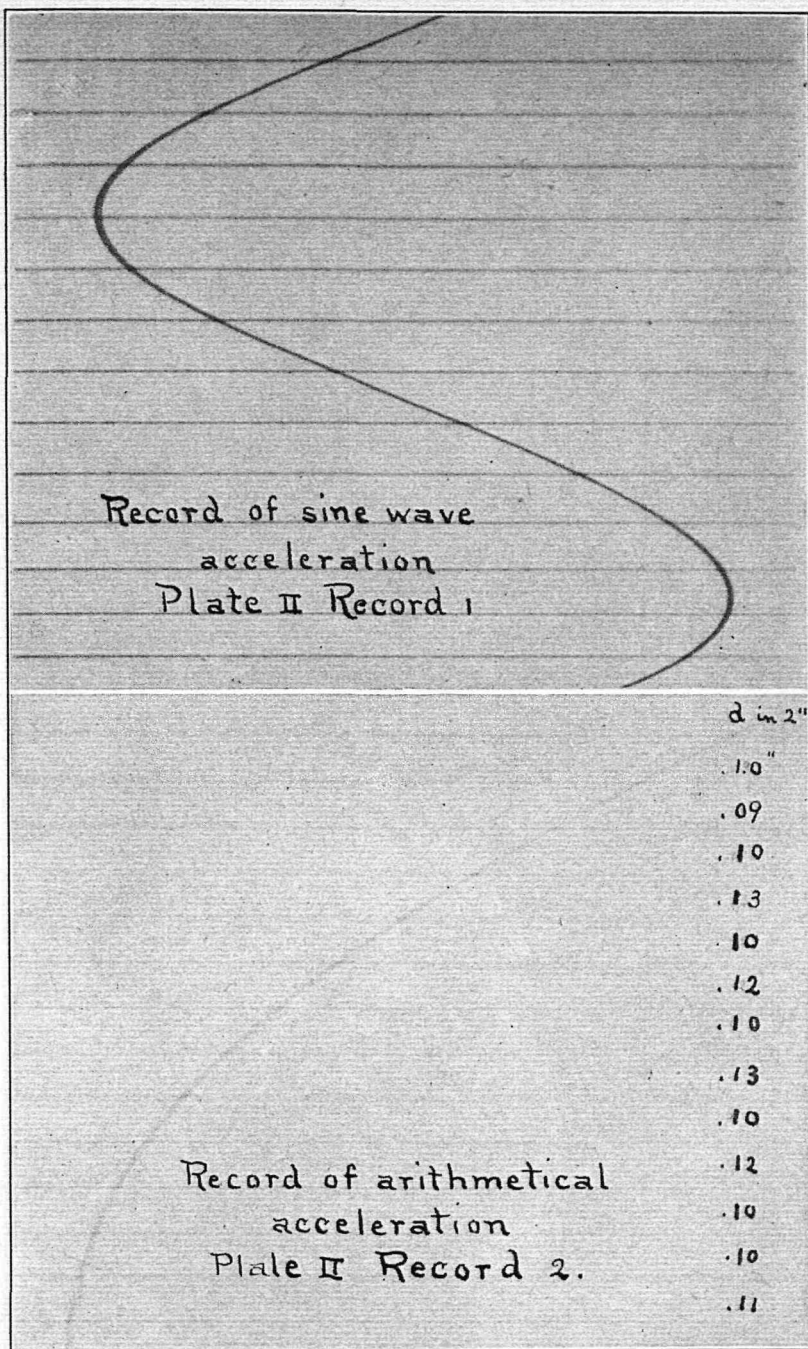 Record of sine wave
acceleration
Plate II Record 1
d in 2"
.1.0"
.09
.10
.13
.10
.12
.10
.13
.10
.12
.10
.10
.11
Record of arithmetical
acceleration
Plale II Record 2.